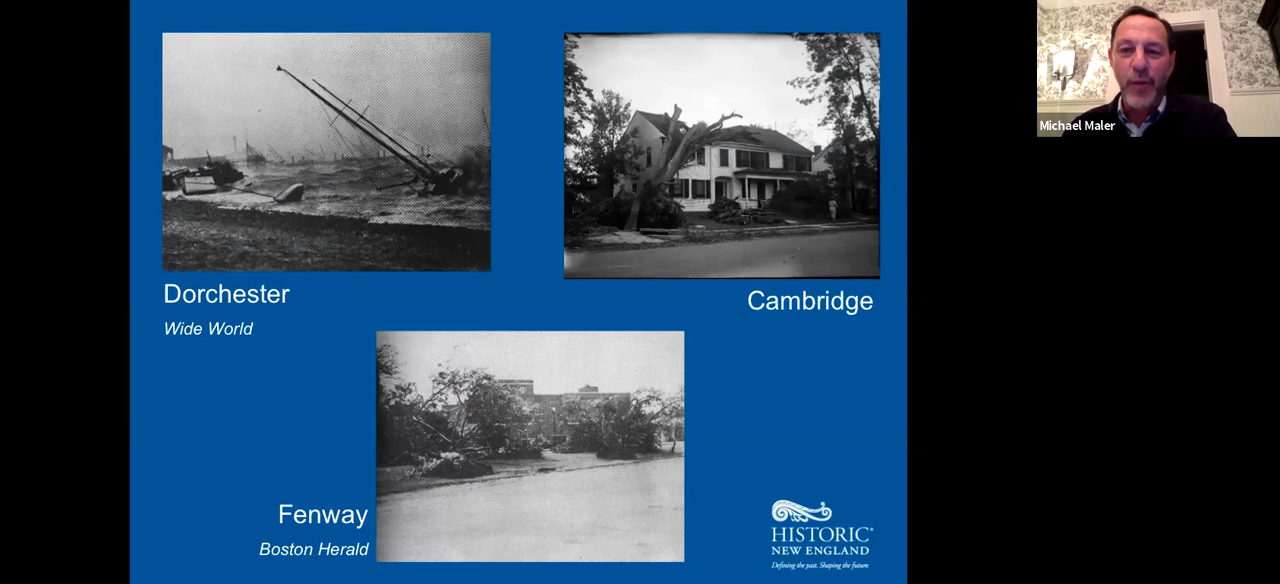 Michael Maler
Dorchester
Wide World
Cambridge
Fenway
Boston Herald
HISTORIC®
NEW ENGLAND
Defining the past. Shaping the future.